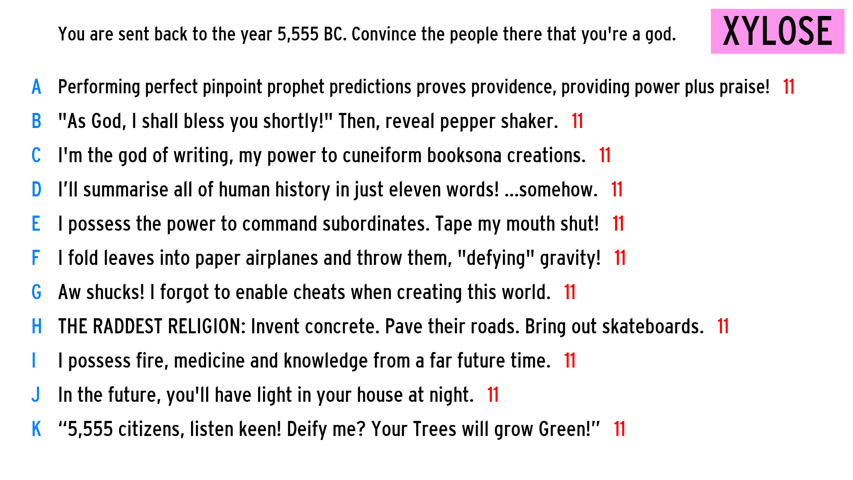 You are sent back to the year 5,555 BC. Convince the people there that you're a god.
XYLOSE
A Performing perfect pinpoint prophet predictions proves providence, providing power plus praise! 11
B "As God, I shall bless you shortly!" Then, reveal pepper shaker. 11
C I'm the god of writing, my power to cuneiform booksona creations. 11
D I’ll summarise all of human history in just eleven words! ...somehow. 11
E I possess the power to command subordinates. Tape my mouth shut! 11
F I fold leaves into paper airplanes and throw them, "defying" gravity! 11
G Aw shucks! I forgot to enable cheats when creating this world. 11
H THE RADDEST RELIGION: Invent concrete. Pave their roads. Bring out skateboards. 11
I I possess fire, medicine and knowledge from a far future time. 11
J In the future, you'll have light in your house at night. 11
K “5,555 citizens, listen keen! Deify me? Your Trees will grow Green!” 11